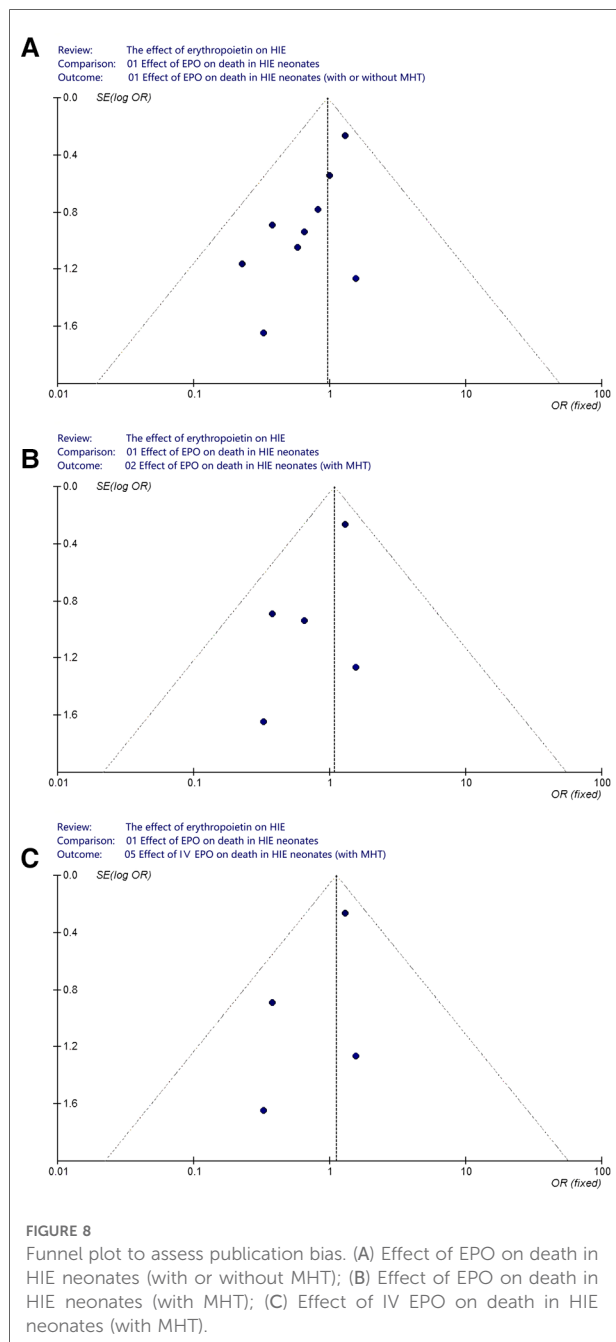 A
Review: The effect of erythropoietin on HIE
Comparison: 01 Effect of EPO on death in HIE neonates
Outcome: 01 Effect of EPO on death in HIE neonates (with or without MHT)
0.0 SE(log OR)
0.4
0.8
1.2
1.6
0.01 0.1 1 10 100
OR (fixed)
B
Review: The effect of erythropoietin on HIE
Comparison: 01 Effect of EPO on death in HIE neonates
Outcome: 02 Effect of EPO on death in HIE neonates (with MHT)
0.0 SE(log OR)
0.4
0.8
1.2
1.6
0.01 0.1 1 10 100
OR (fixed)
C
Review: The effect of erythropoietin on HIE
Comparison: 01 Effect of EPO on death in HIE neonates
Outcome: 05 Effect of IV EPO on death in HIE neonates (with MHT)
0.0 SE(log OR)
0.4
0.8
1.2
1.6
0.01 0.1 1 10 100
OR (fixed)
FIGURE 8
Funnel plot to assess publication bias. (A) Effect of EPO on death in
HIE neonates (with or without MHT); (B) Effect of EPO on death in
HIE neonates (with MHT); (C) Effect of IV EPO on death in HIE
neonates (with MHT).